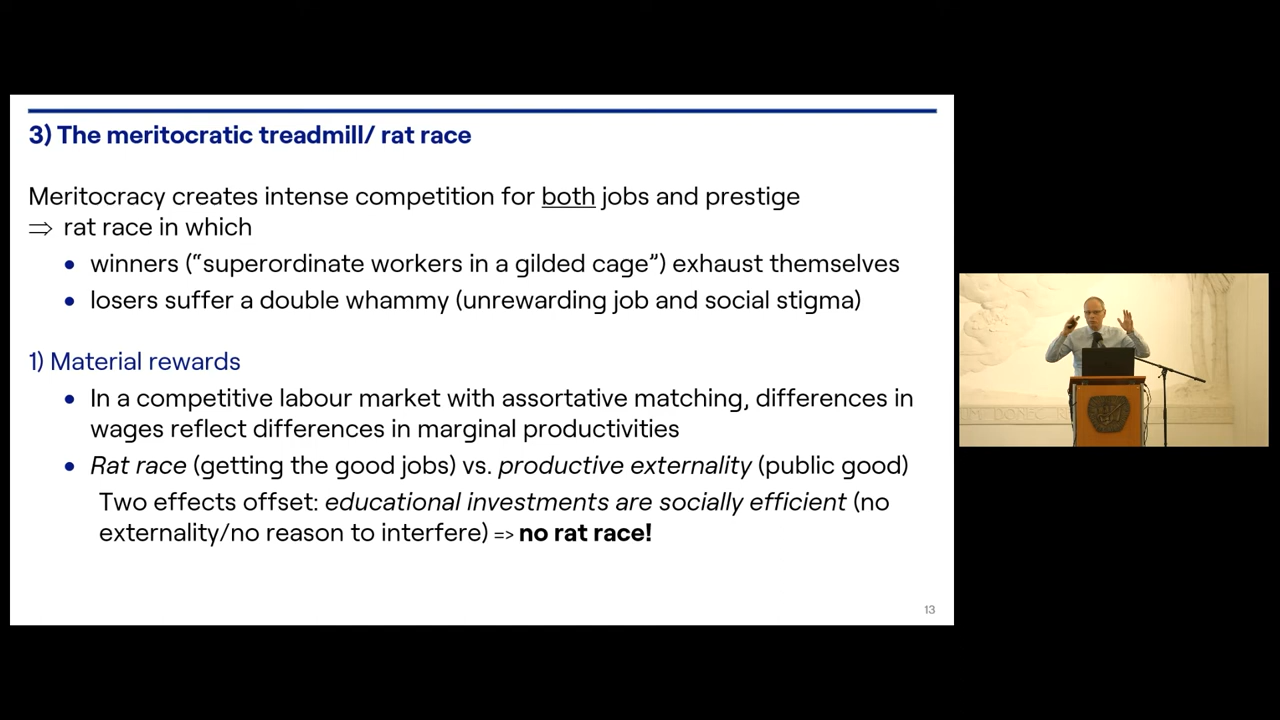 3) The meritocratic treadmill/ rat race
Meritocracy creates intense competition for both jobs and prestige
⇒ rat race in which
• winners (“superordinate workers in a gilded cage”) exhaust themselves
• losers suffer a double whammy (unrewarding job and social stigma)
1) Material rewards
• In a competitive labour market with assortative matching, differences in
wages reflect differences in marginal productivities
• Rat race (getting the good jobs) vs. productive externality (public good)
Two effects offset: educational investments are socially efficient (no
externality/no reason to interfere) => no rat race!
13
DONEC